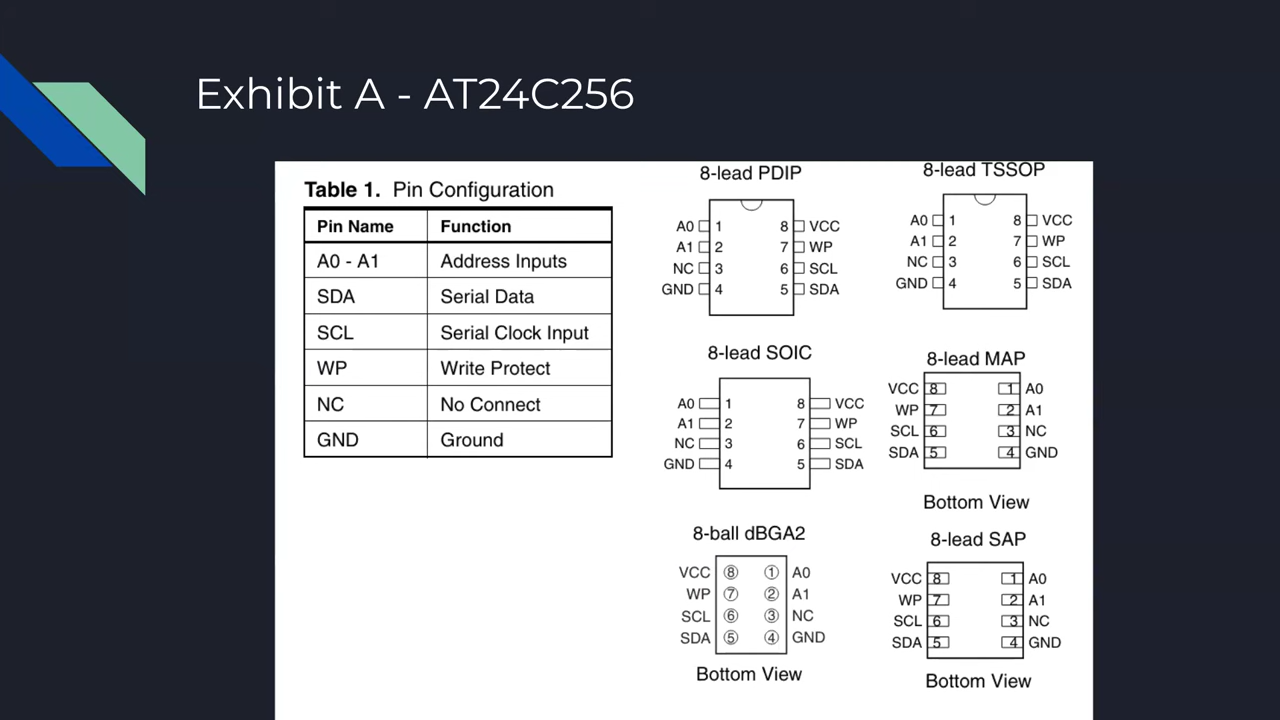 Exhibit A - AT24C256
Table 1. Pin Configuration
Pin Name Function
A0 - A1 Address Inputs
SDA Serial Data
SCL Serial Clock Input
WP Write Protect
NC No Connect
GND Ground
8-lead PDIP
A0 1 8 VCC
A1 2 7 WP
NC 3 6 SCL
GND 4 5 SDA
8-lead TSSOP
A0 1 8 VCC
A1 2 7 WP
NC 3 6 SCL
GND 4 5 SDA
8-lead SOIC
A0 1 8 VCC
A1 2 7 WP
NC 3 6 SCL
GND 4 5 SDA
8-lead MAP
VCC 8 1 A0
WP 7 2 A1
SCL 6 3 NC
SDA 5 4 GND
Bottom View
8-ball dBGA2
VCC 8 1 A0
WP 7 2 A1
SCL 6 3 NC
SDA 5 4 GND
Bottom View
8-lead SAP
VCC 8 1 A0
WP 7 2 A1
SCL 6 3 NC
SDA 5 4 GND
Bottom View